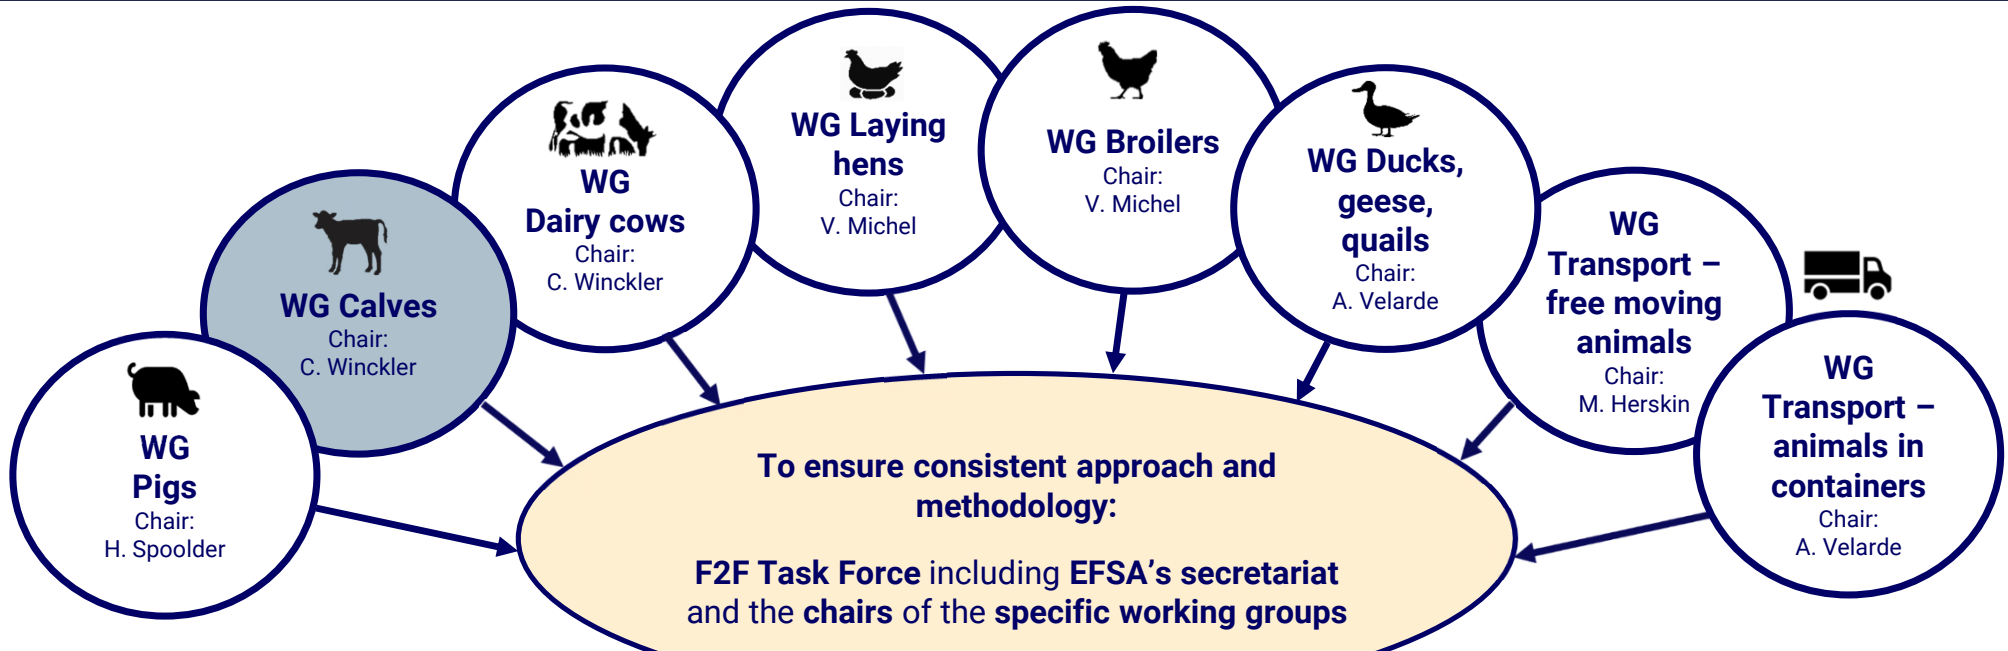 WG
Pigs
Chair:
H. Spoolder
WG Calves
Chair:
C. Winckler
WG
Dairy cows
Chair:
C. Winckler
WG Laying
hens
Chair:
V. Michel
WG Broilers
Chair:
V. Michel
WG Ducks,
geese,
quails
Chair:
A. Velarde
WG
Transport –
free moving
animals
Chair:
M. Herskin
WG
Transport –
animals in
containers
Chair:
A. Velarde
To ensure consistent approach and
methodology:
F2F Task Force including EFSA’s secretariat
and the chairs of the specific working groups